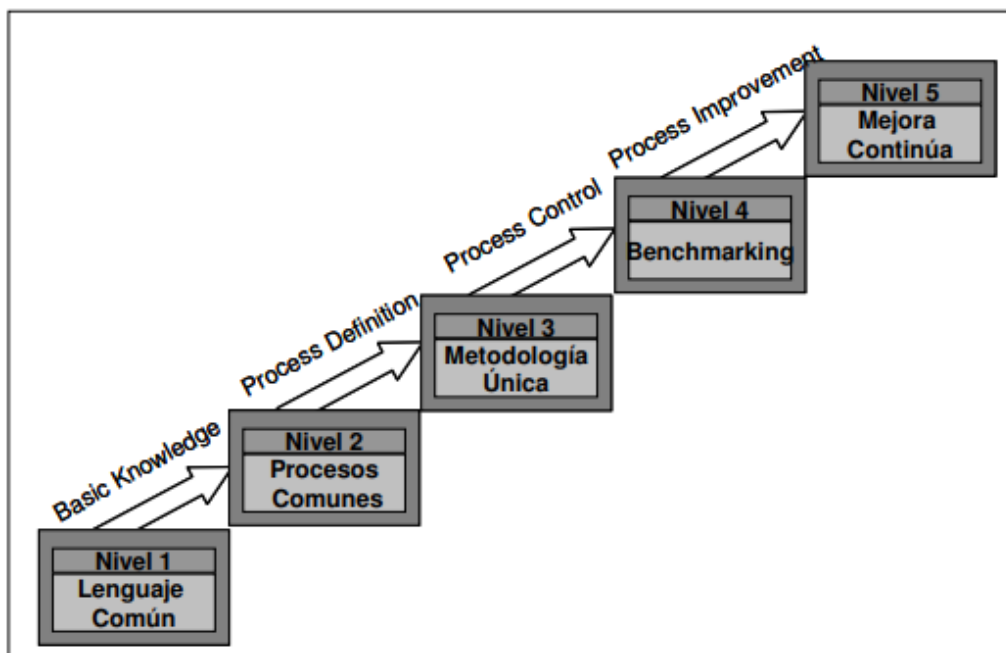 Process Improvement
Nivel 5
Mejora
Continúa
Process Control
Nivel 4
Benchmarking
Process Definition
Nivel 3
Metodología
Única
Basic Knowledge
Nivel 2
Procesos
Comunes
Nivel 1
Lenguaje
Común